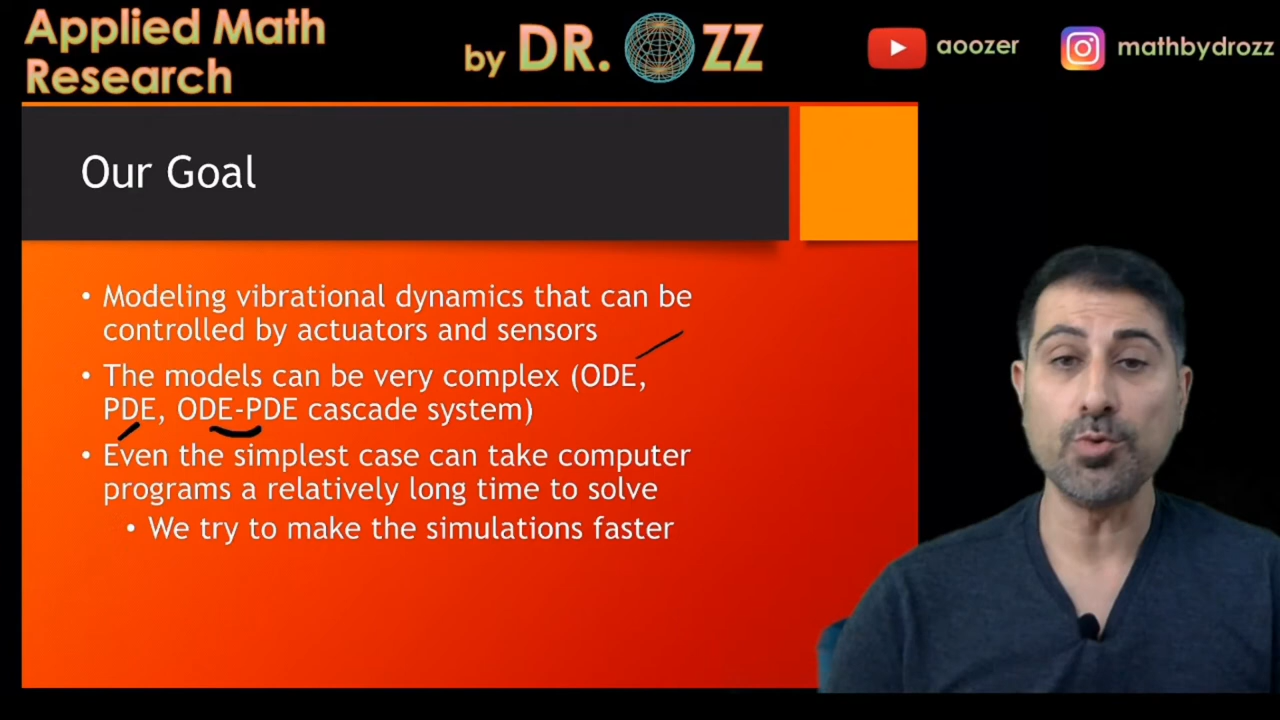 Applied Math
Research
by DR. OZZ
aoozer
mathbydrozz
Our Goal
• Modeling vibrational dynamics that can be
controlled by actuators and sensors
• The models can be very complex (ODE,
PDE, ODE-PDE cascade system)
• Even the simplest case can take computer
programs a relatively long time to solve
• We try to make the simulations faster